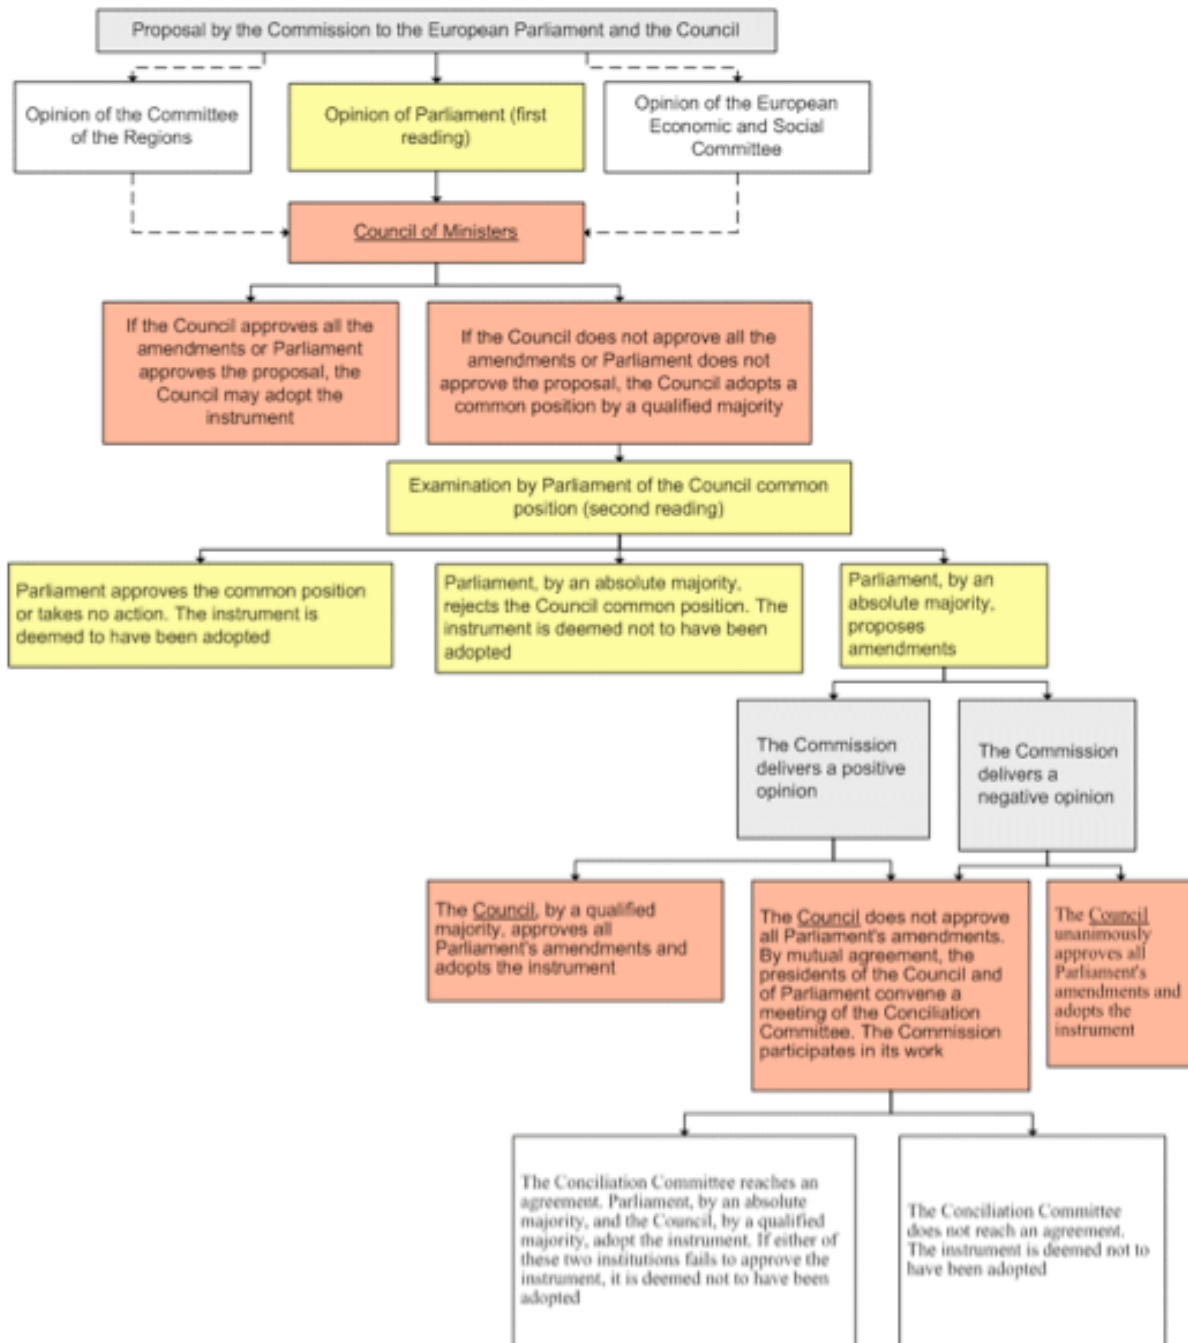 Proposal by the Commission to the European Parliament and the Council
Opinion of the Committee
of the Regions
Opinion of Parliament (first
reading)
Opinion of the European
Economic and Social
Committee
Council of Ministers
If the Council approves all the
amendments or Parliament
approves the proposal, the
Council may adopt the
instrument
If the Council does not approve all the
amendments or Parliament does not
approve the proposal, the Council adopts a
common position by a qualified majority
Examination by Parliament of the Council common
position (second reading)
Parliament approves the common position
or takes no action. The instrument is
deemed to have been adopted
Parliament, by an absolute majority,
rejects the Council common position. The
instrument is deemed not to have been
adopted
Parliament, by an
absolute majority,
proposes
amendments
The Commission
delivers a positive
opinion
The Commission
delivers a
negative opinion
The Council, by a qualified
majority, approves all
Parliament's amendments and
adopts the instrument
The Council does not approve
all Parliament's amendments.
By mutual agreement, the
presidents of the Council and
of Parliament convene a
meeting of the Conciliation
Committee. The Commission
participates in its work
The Council
unanimously
approves all
Parliament's
amendments and
adopts the
instrument
The Conciliation Committee reaches an
agreement. Parliament, by an absolute
majority, and the Council, by a qualified
majority, adopt the instrument. If either of
these two institutions fails to approve the
instrument, it is deemed not to have been
adopted
The Conciliation Committee
does not reach an agreement.
The instrument is deemed not to
have been adopted